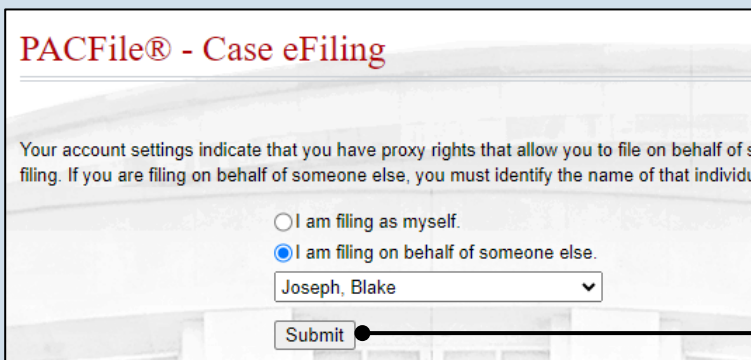 PACFile® - Case eFiling
Your account settings indicate that you have proxy rights that allow you to file on behalf of
filing. If you are filing on behalf of someone else, you must identify the name of that
I am filing as myself.
I am filing on behalf of someone else.
Joseph, Blake
Submit